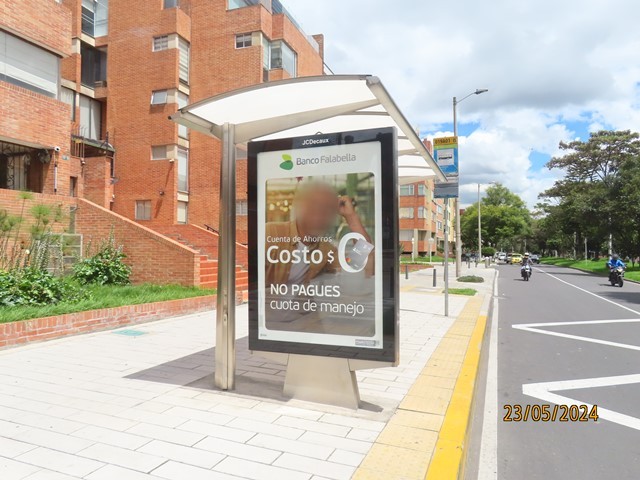 JCDecaux
Banco Falabella
Cuenta de Ahorros
Costo $ 0
NO PAGUES
cuota de manejo
23/05/2024